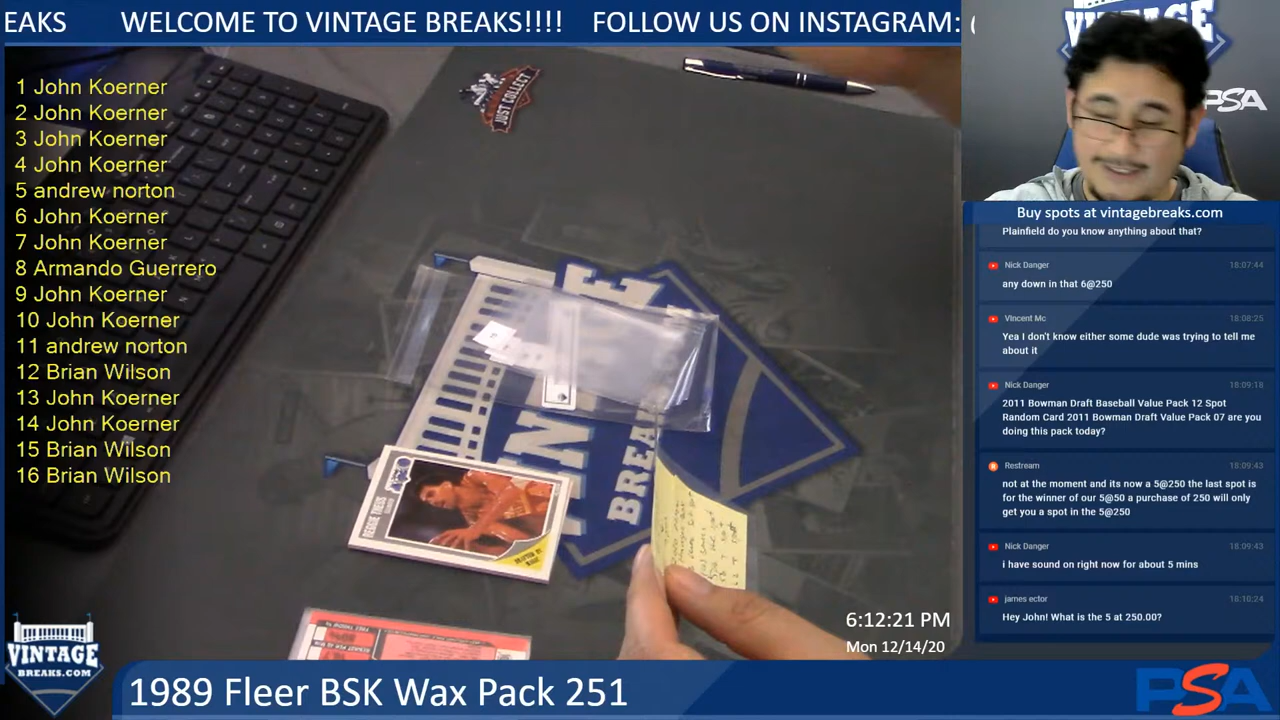 EAKS WELCOME TO VINTAGE BREAKS!!!! FOLLOW US ON INSTAGRAM: @
1 John Koerner
2 John Koerner
3 John Koerner
4 John Koerner
5 andrew norton
6 John Koerner
7 John Koerner
8 Armando Guerrero
9 John Koerner
10 John Koerner
11 andrew norton
12 Brian Wilson
13 John Koerner
14 John Koerner
15 Brian Wilson
16 Brian Wilson
JUST COLLECT
BREA
REGGIE THEUS
VINTAGE
PSA
Buy spots at vintagebreaks.com
Plainfield do you know anything about that?
Nick Danger 18:07:44
any down in that 6@250
VIncent Mc 18:08:25
Yea I don't know either some dude was trying to tell me
about it
Nick Danger 18:09:18
2011 Bowman Draft Baseball Value Pack 12 Spot
Random Card 2011 Bowman Draft Value Pack 07 are you
doing this pack today?
Restream 18:09:43
not at the moment and its now a 5@250 the last spot is
for the winner of our 5@50 a purchase of 250 will only
get you a spot in the 5@250
Nick Danger 18:09:43
i have sound on right now for about 5 mins
james ector 18:10:24
Hey John! What is the 5 at 250.00?
6:12:21 PM
Mon 12/14/20
VINTAGE
BREAKS.COM
1989 Fleer BSK Wax Pack 251
PSA